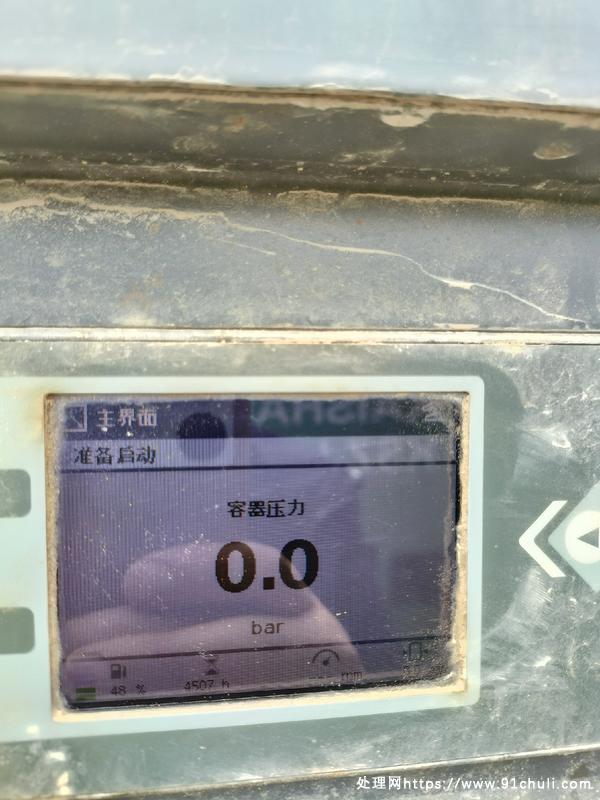 主界面
准备启动
容器压力
0.0
bar
48 %
4507 h
处理网https://www.91chuli.com